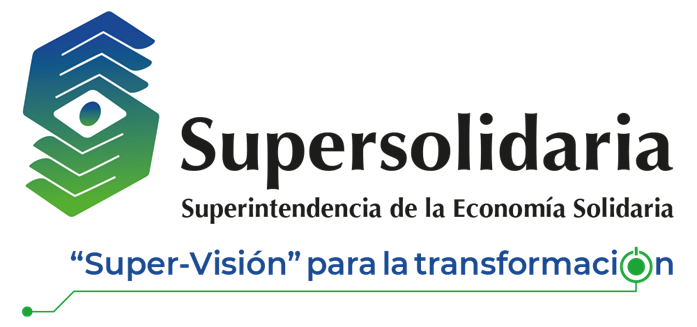 Supersolidaria
Superintendencia de la Economía Solidaria
“Super-Visión” para la transformación